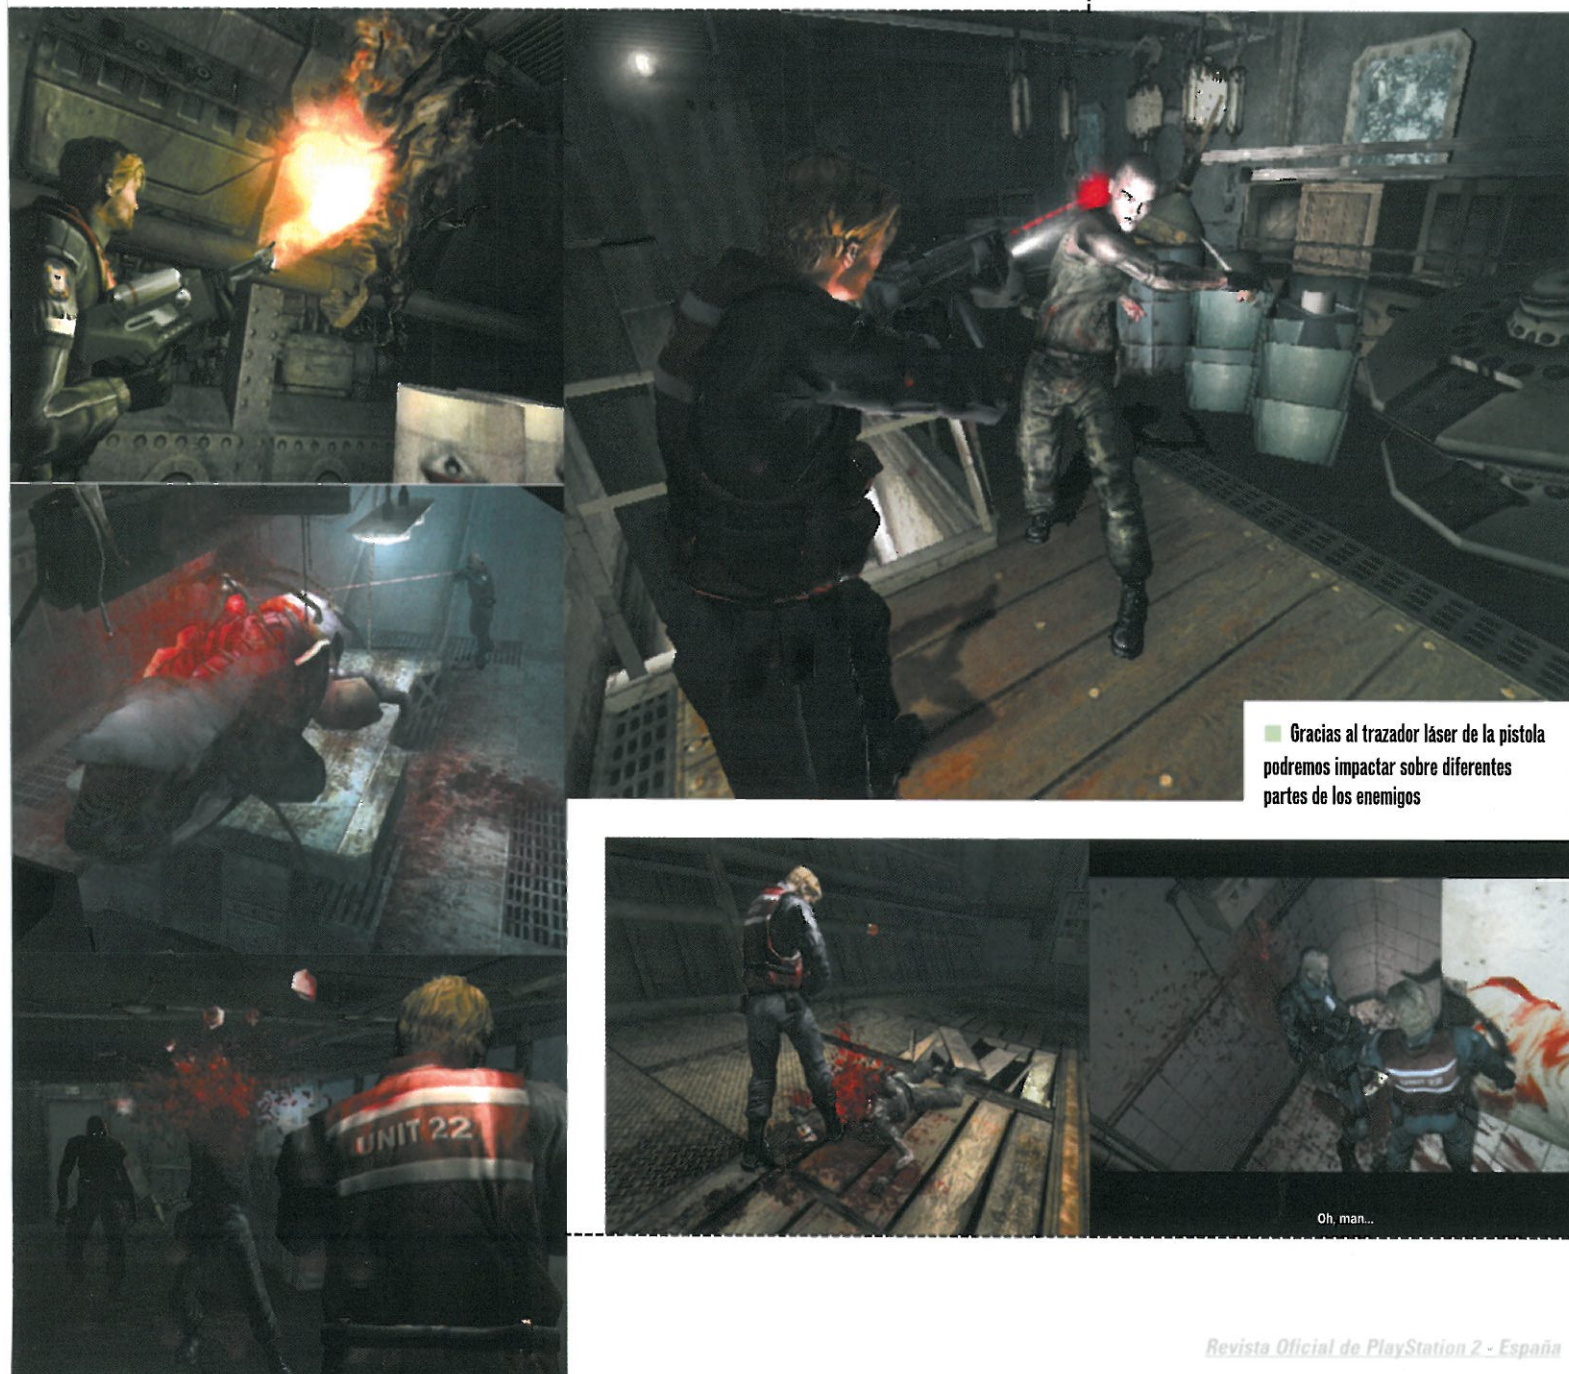 Gracias al trazador láser de la pistola
podremos impactar sobre diferentes
partes de los enemigos
UNIT 22
Oh, man...
Revista Oficial de PlayStation 2 - España